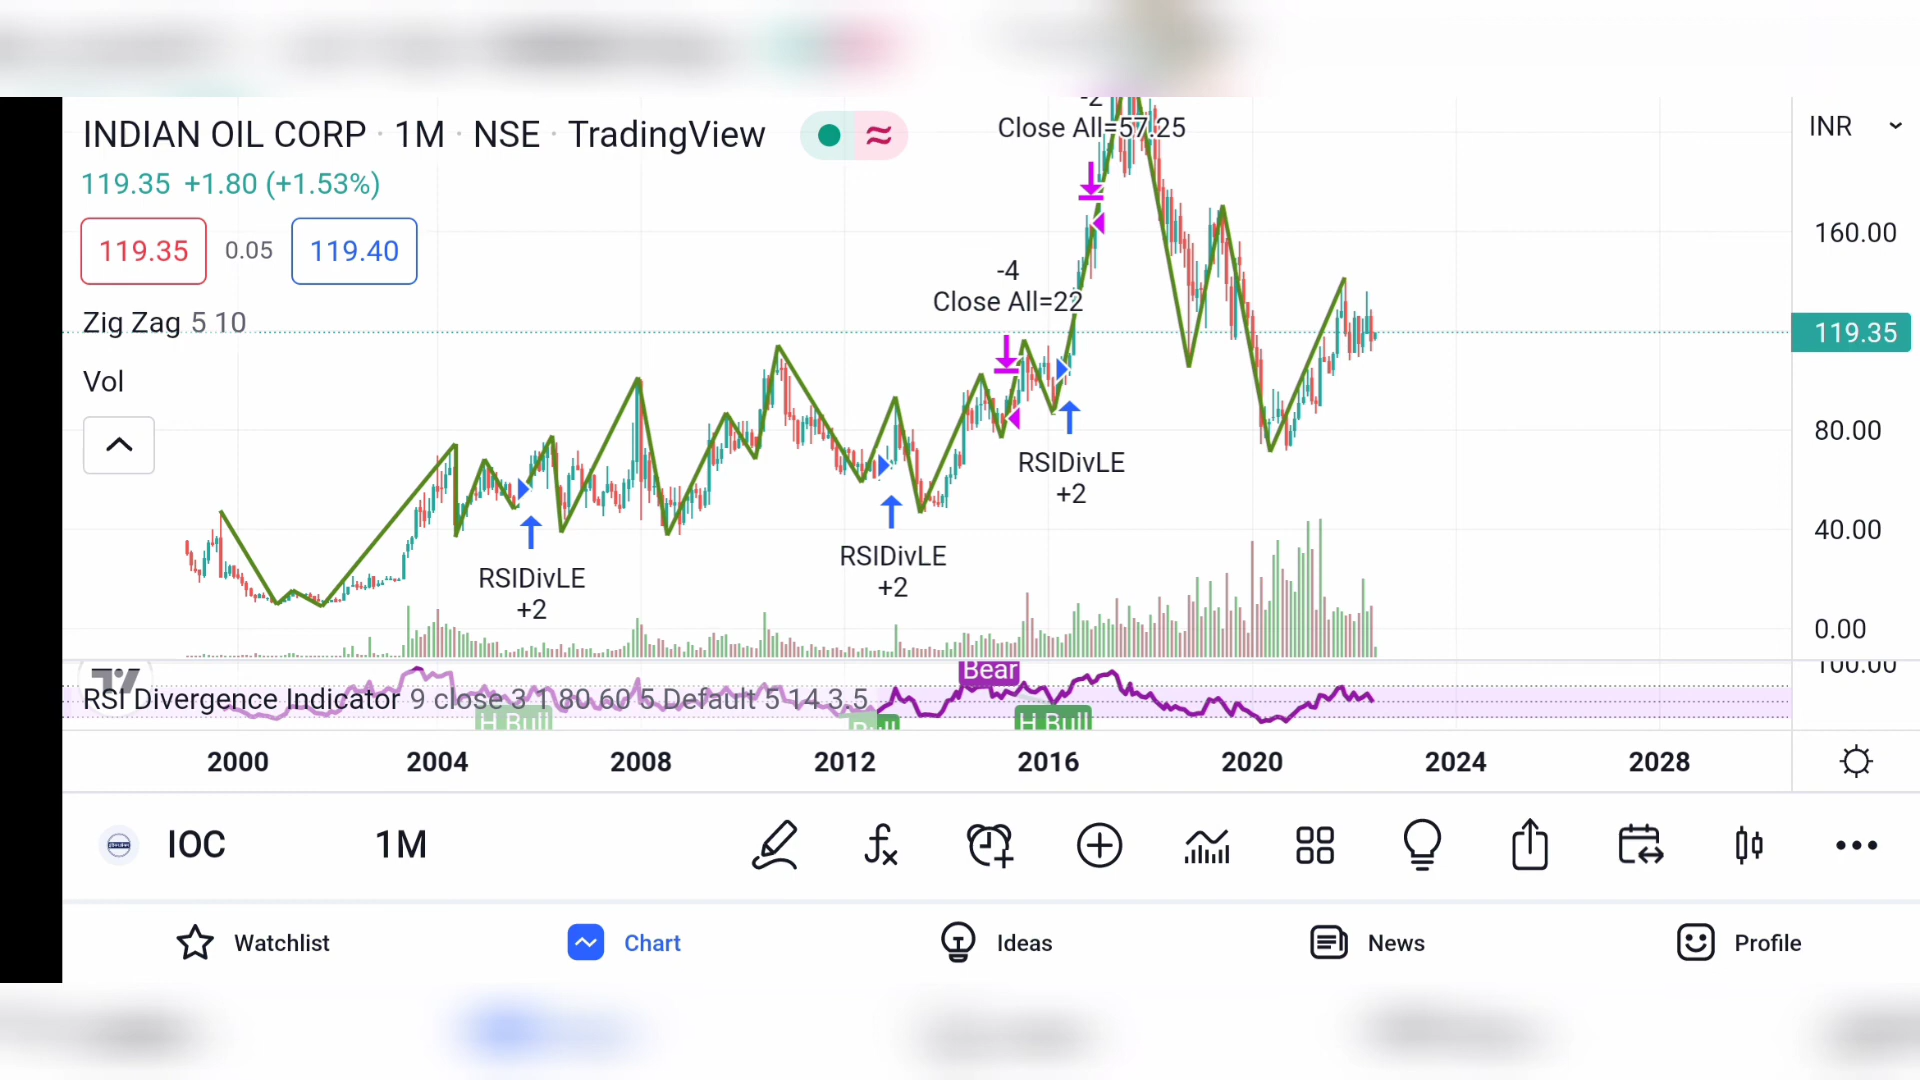 -2
INDIAN OIL CORP · 1M · NSE · TradingView
Close All=57.25
INR
119.35 +1.80 (+1.53%)
119.35 0.05 119.40
160.00
-4
Close All=22
Zig Zag 5 10
119.35
Vol
80.00
RSIDivLE
+2
40.00
RSIDivLE
+2
RSIDivLE
+2
0.00
100.00
Bear
RSI Divergence Indicator 9 close 3 1 80 60 5 Default 5 14 3.5
H Bull
Bull
H Bull
2000 2004 2008 2012 2016 2020 2024 2028
IOC 1M
Watchlist Chart Ideas News Profile